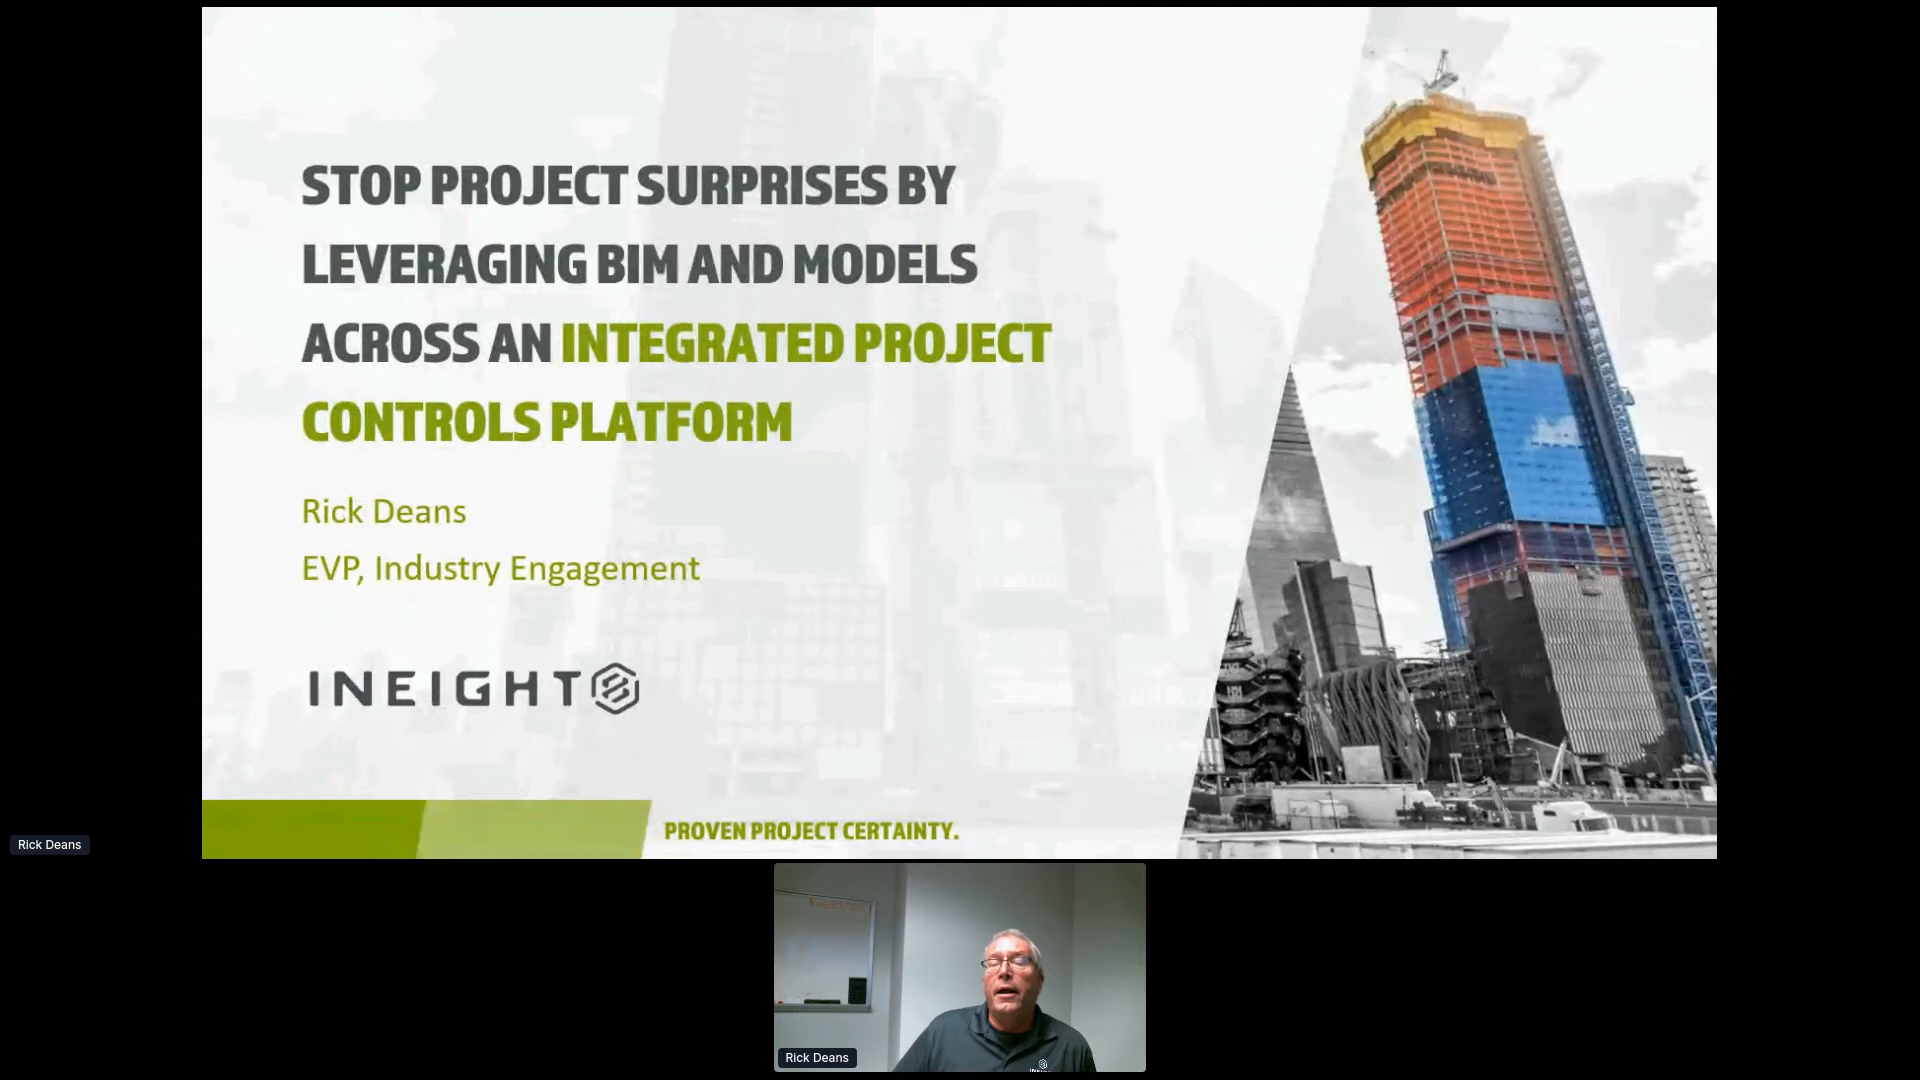 STOP PROJECT SURPRISES BY
LEVERAGING BIM AND MODELS
ACROSS AN INTEGRATED PROJECT
CONTROLS PLATFORM
Rick Deans
EVP, Industry Engagement
INEIGHT
PROVEN PROJECT CERTAINTY.
Rick Deans
Rick Deans